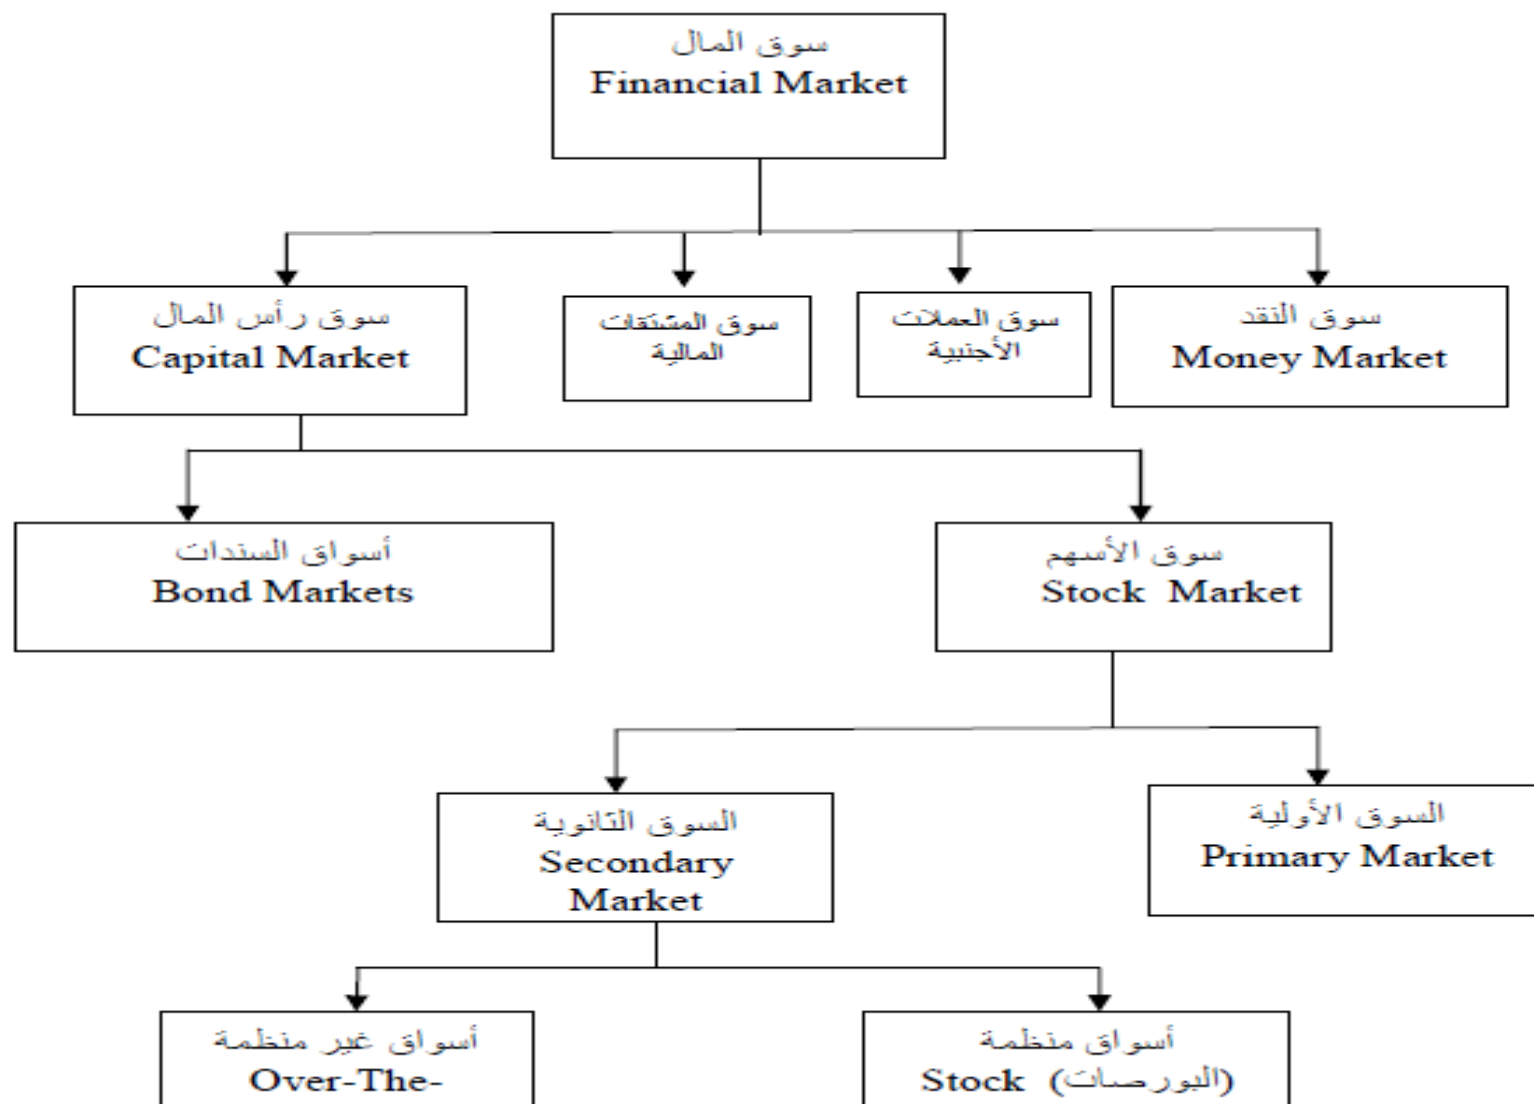 سوق المال
Financial Market
سوق رأس المال
Capital Market
سوق المشتقات
المالية
سوق العملات
الأجنبية
سوق النقد
Money Market
أسواق السندات
Bond Markets
سوق الأسهم
Stock Market
السوق الثانوية
Secondary
Market
السوق الأولية
Primary Market
أسواق غير منظمة
Over-The-
أسواق منظمة
Stock (البورصات)